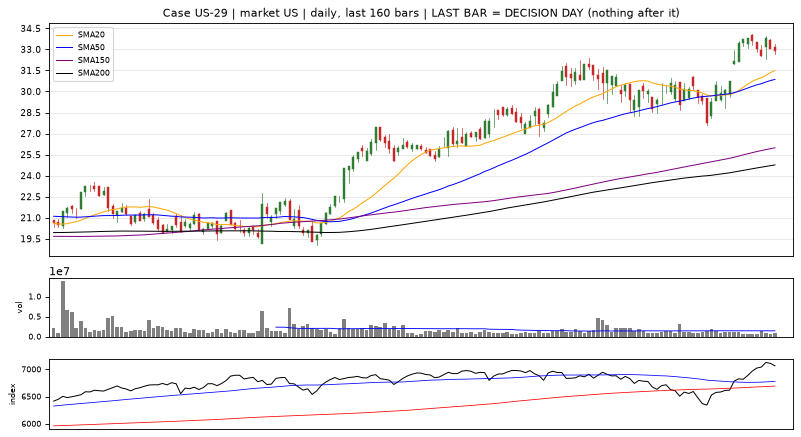 Case US-29 | market US | daily, last 160 bars | LAST BAR = DECISION DAY (nothing after it)
34.5
33.0
31.5
30.0
28.5
27.0
25.5
24.0
22.5
21.0
19.5
SMA20
SMA50
SMA150
SMA200
1e7
vol
1.0
0.5
0.0
index
7000
6500
6000